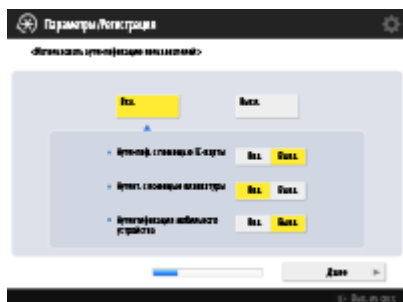 Параметры/Регистрация
<Использовать аутентификацию пользователей>
Вкл. Выкл.
Аутентиф. с помощью IC-карты Вкл. Выкл.
Аутент. с помощью клавиатуры Вкл. Выкл.
Аутентификация мобильного Вкл. Выкл.
устройства
Далее